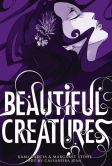 BEAUTIFUL
CREATURES
KAMI GARCIA & MARGARET STOHL
ART BY CASSANDRA JEAN